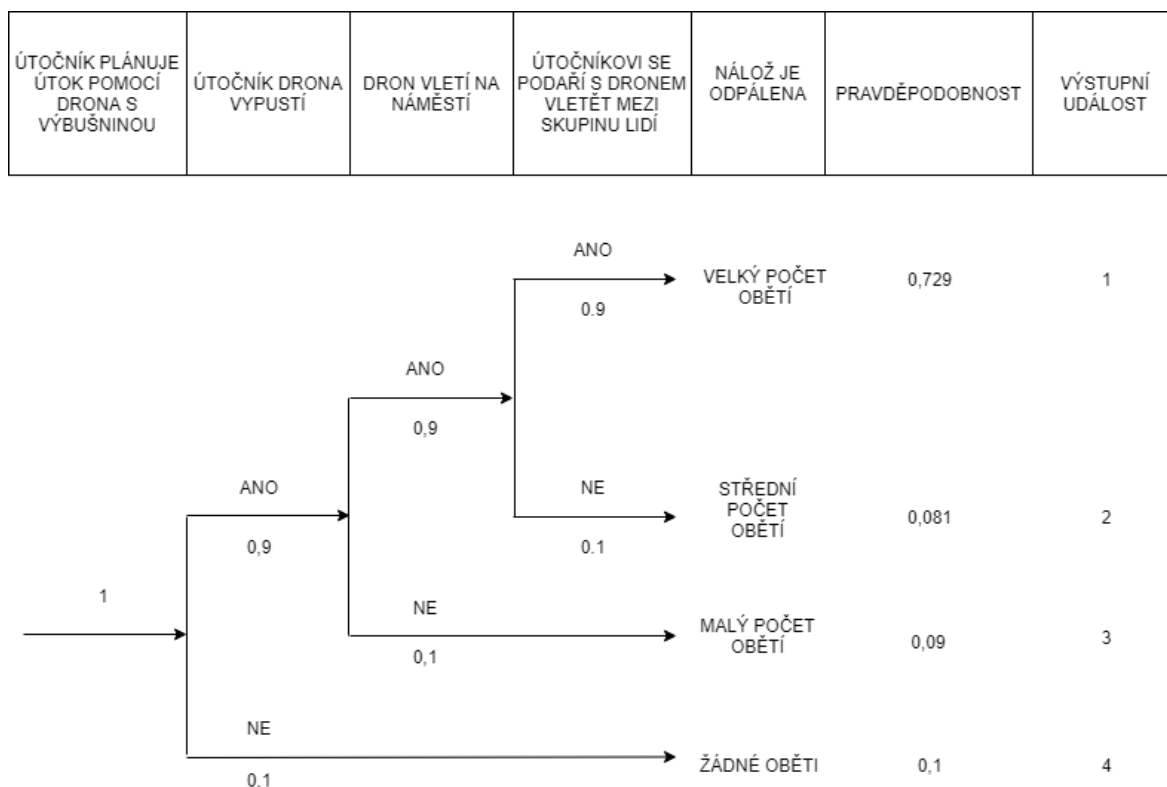 ÚTOČNÍK PLÁNUJE
ÚTOK POMOCÍ
DRONA S
VÝBUŠNINOU
ÚTOČNÍK DRONA
VYPUSTÍ
DRON VLETÍ NA
NÁMĚSTÍ
ÚTOČNÍKOVI SE
PODAŘÍ S DRONEM
VLETĚT MEZI
SKUPINU LIDÍ
NÁLOŽ JE
ODPÁLENA
PRAVDĚPODOBNOST
VÝSTUPNÍ
UDÁLOST
ANO
0.9
VELKÝ POČET
OBĚTÍ
0,729
1
ANO
0,9
ANO
0,9
NE
0.1
STŘEDNÍ
POČET
OBĚTÍ
0,081
2
1
NE
0,1
MALÝ POČET
OBĚTÍ
0,09
3
NE
0.1
ŽÁDNÉ OBĚTI
0,1
4